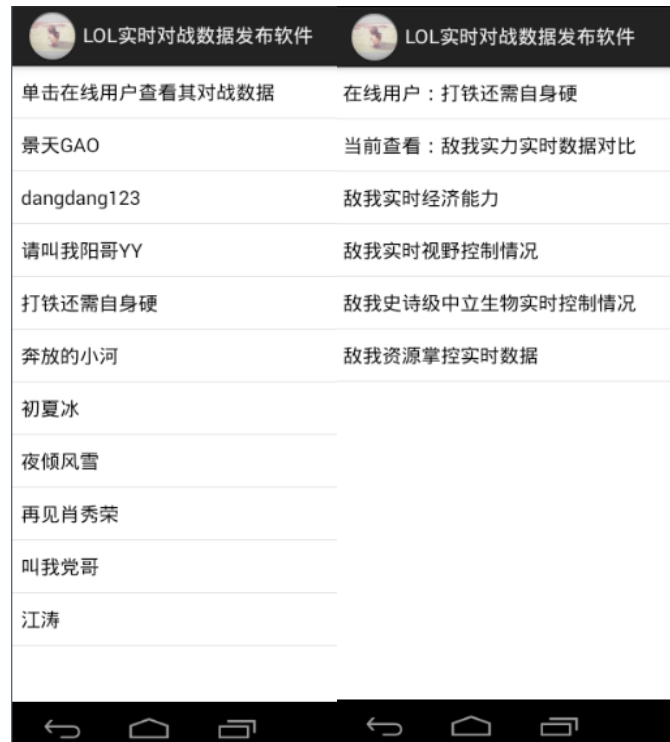 LOL实时对战数据发布软件
单击在线用户查看其对战数据
景天GAO
dangdang123
请叫我阳哥YY
打铁还需自身硬
奔放的小河
初夏冰
夜倾风雪
再见肖秀荣
叫我党哥
江涛
LOL实时对战数据发布软件
在线用户：打铁还需自身硬
当前查看：敌我实力实时数据对比
敌我实时经济能力
敌我实时视野控制情况
敌我史诗级中立生物实时控制情况
敌我资源掌控实时数据